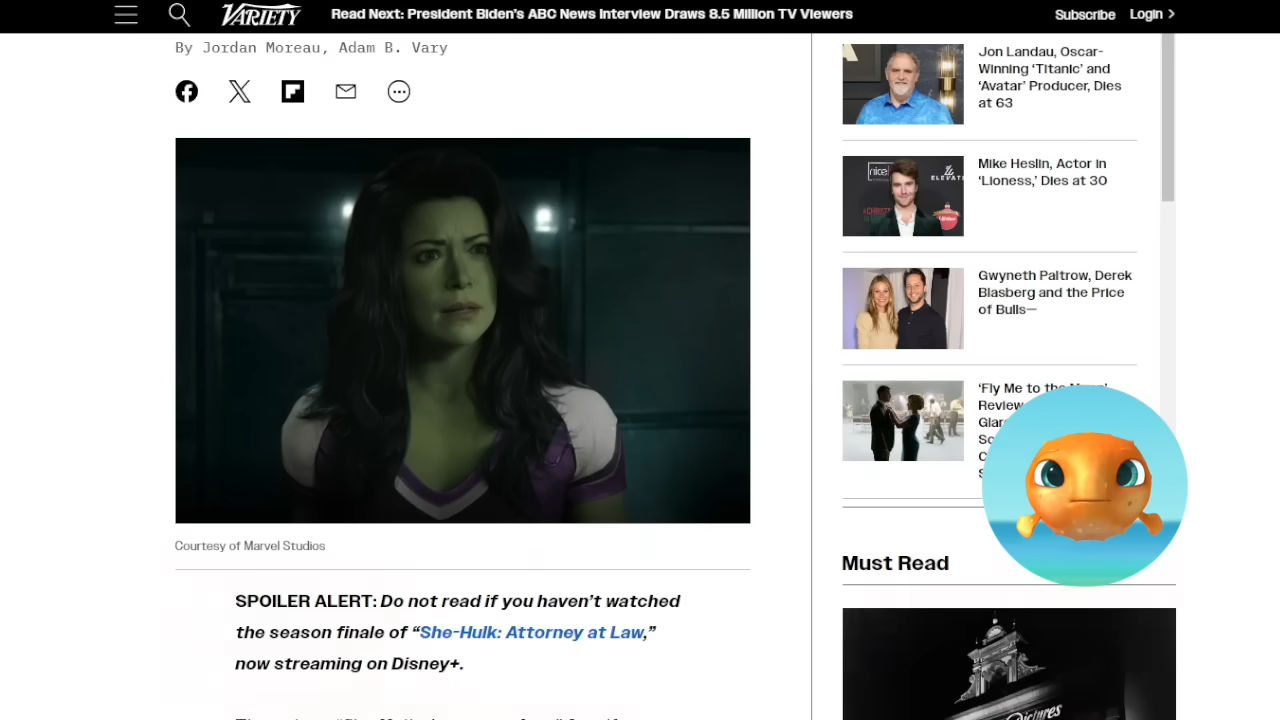 VARIETY
Read Next: President Biden's ABC News Interview Draws 8.5 Million TV Viewers
Subscribe
Login >
By Jordan Moreau, Adam B. Vary
Courtesy of Marvel Studios
SPOILER ALERT: Do not read if you haven't watched
the season finale of “She-Hulk: Attorney at Law,”
now streaming on Disney+.
Jon Landau, Oscar-
Winning ‘Titanic’ and
‘Avatar’ Producer, Dies
at 63
Mike Heslin, Actor in
‘Lioness,’ Dies at 30
Gwyneth Paltrow, Derek
Blasberg and the Price
of Bulls—
‘Fly Me to the
Review
Must Read